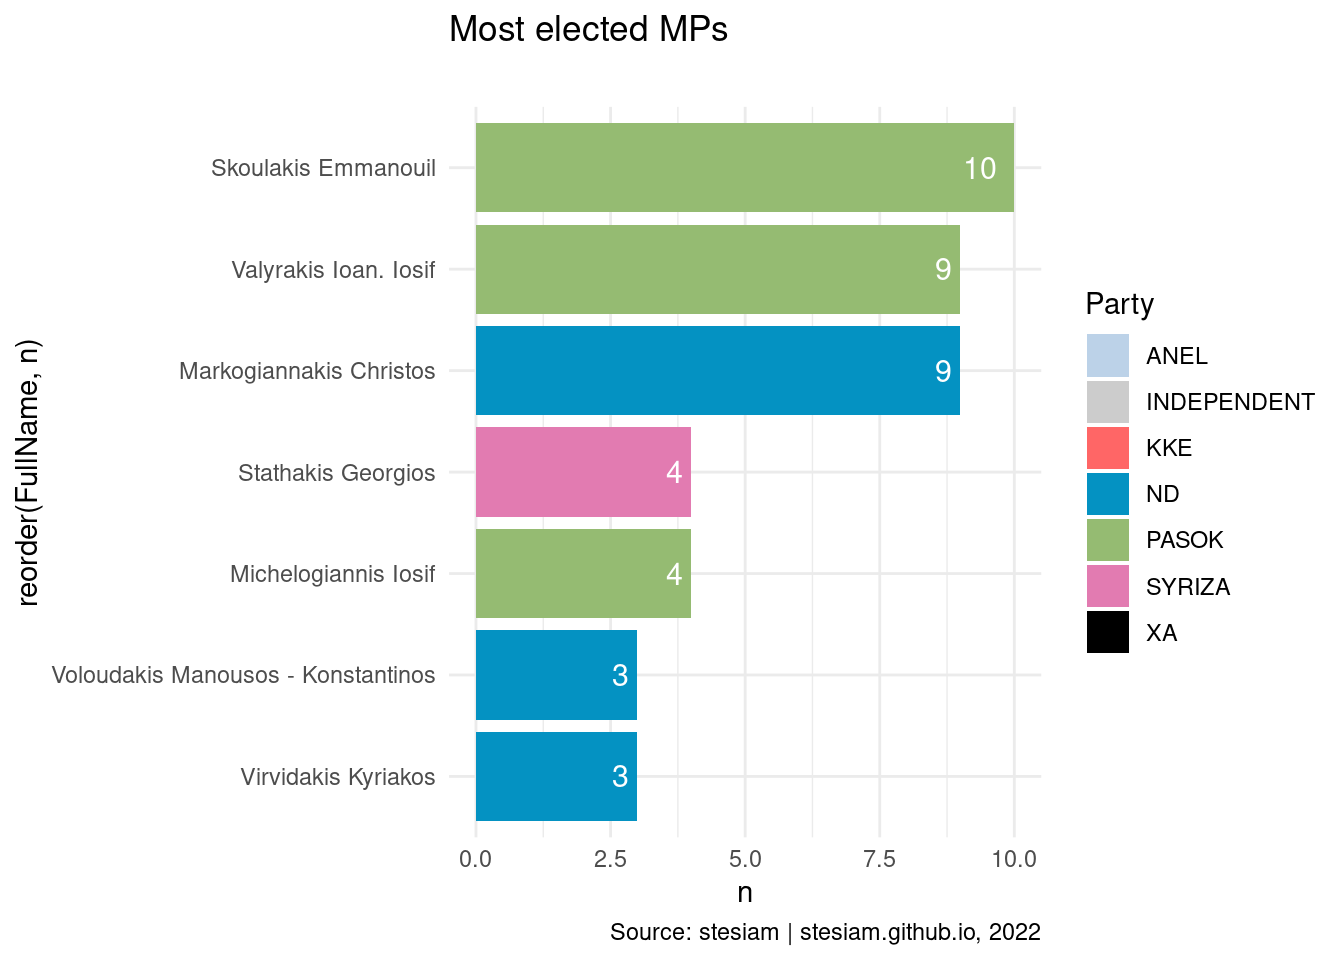 Most elected MPs
reorder(FullName, n)
Skoulakis Emmanouil
10
Valyrakis Ioan. Iosif
9
Markogiannakis Christos
9
Stathakis Georgios
4
Michelogiannis Iosif
4
Voloudakis Manousos - Konstantinos
3
Virvidakis Kyriakos
3
0.0 2.5 5.0 7.5 10.0
n
Party
ANEL
INDEPENDENT
KKE
ND
PASOK
SYRIZA
XA
Source: stesiam | stesiam.github.io, 2022